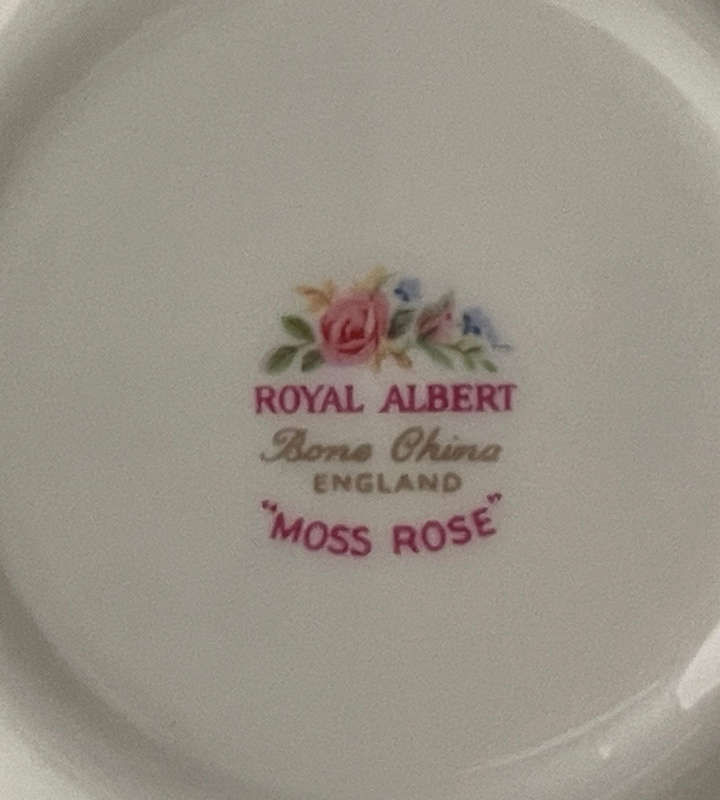 ROYAL ALBERT
Bone China
ENGLAND
"MOSS ROSE"